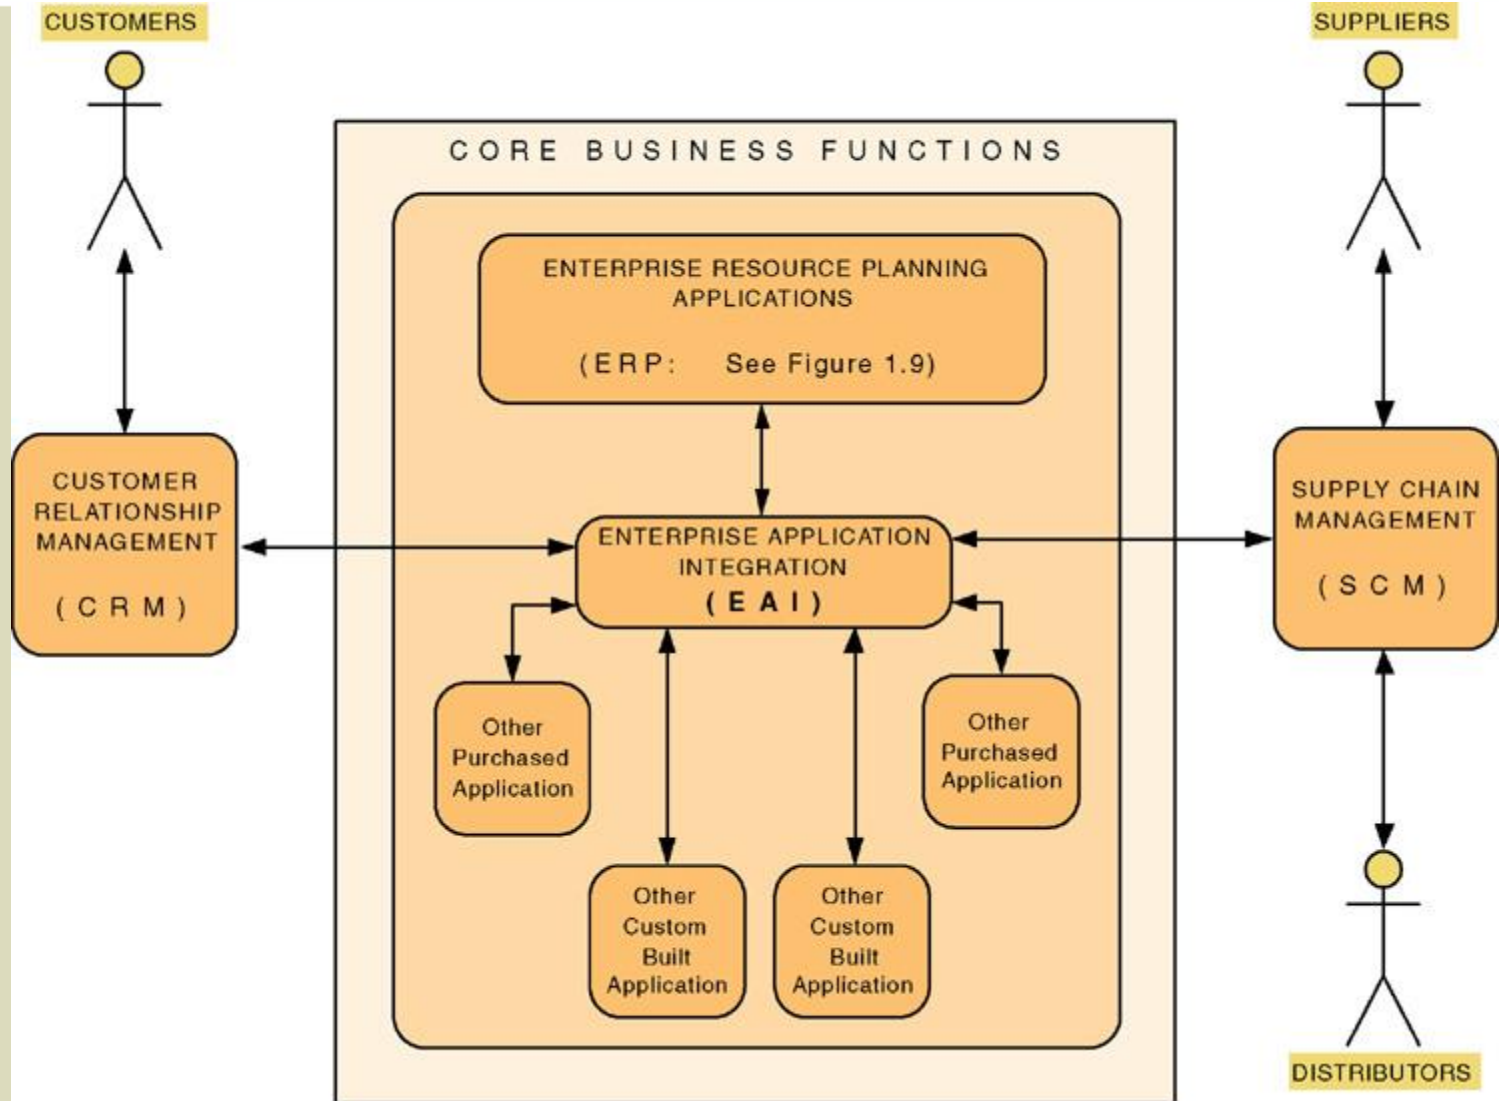 CUSTOMERS
SUPPLIERS
CORE BUSINESS FUNCTIONS
ENTERPRISE RESOURCE PLANNING
APPLICATIONS
(ERP: See Figure 1.9)
CUSTOMER
RELATIONSHIP
MANAGEMENT
(CRM)
ENTERPRISE APPLICATION
INTEGRATION
(EAI)
SUPPLY CHAIN
MANAGEMENT
(SCM)
Other
Purchased
Application
Other
Purchased
Application
Other
Custom
Built
Application
Other
Custom
Built
Application
DISTRIBUTORS